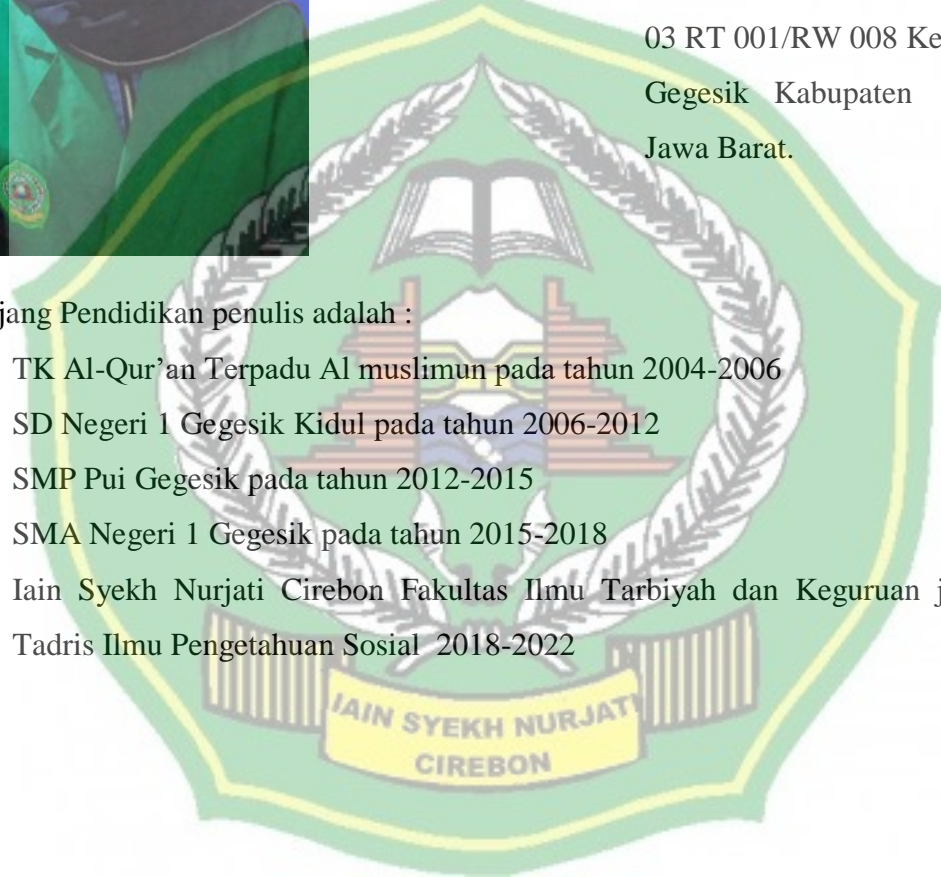 03 RT 001/RW 008 Ke
Gegesik Kabupaten
Jawa Barat.
jang Pendidikan penulis adalah :
TK Al-Qur’an Terpadu Al muslimun pada tahun 2004-2006
SD Negeri 1 Gegesik Kidul pada tahun 2006-2012
SMP Pui Gegesik pada tahun 2012-2015
SMA Negeri 1 Gegesik pada tahun 2015-2018
Iain Syekh Nurjati Cirebon Fakultas Ilmu Tarbiyah dan Keguruan j
Tadris Ilmu Pengetahuan Sosial 2018-2022
IAIN SYEKH NURJATI
CIREBON